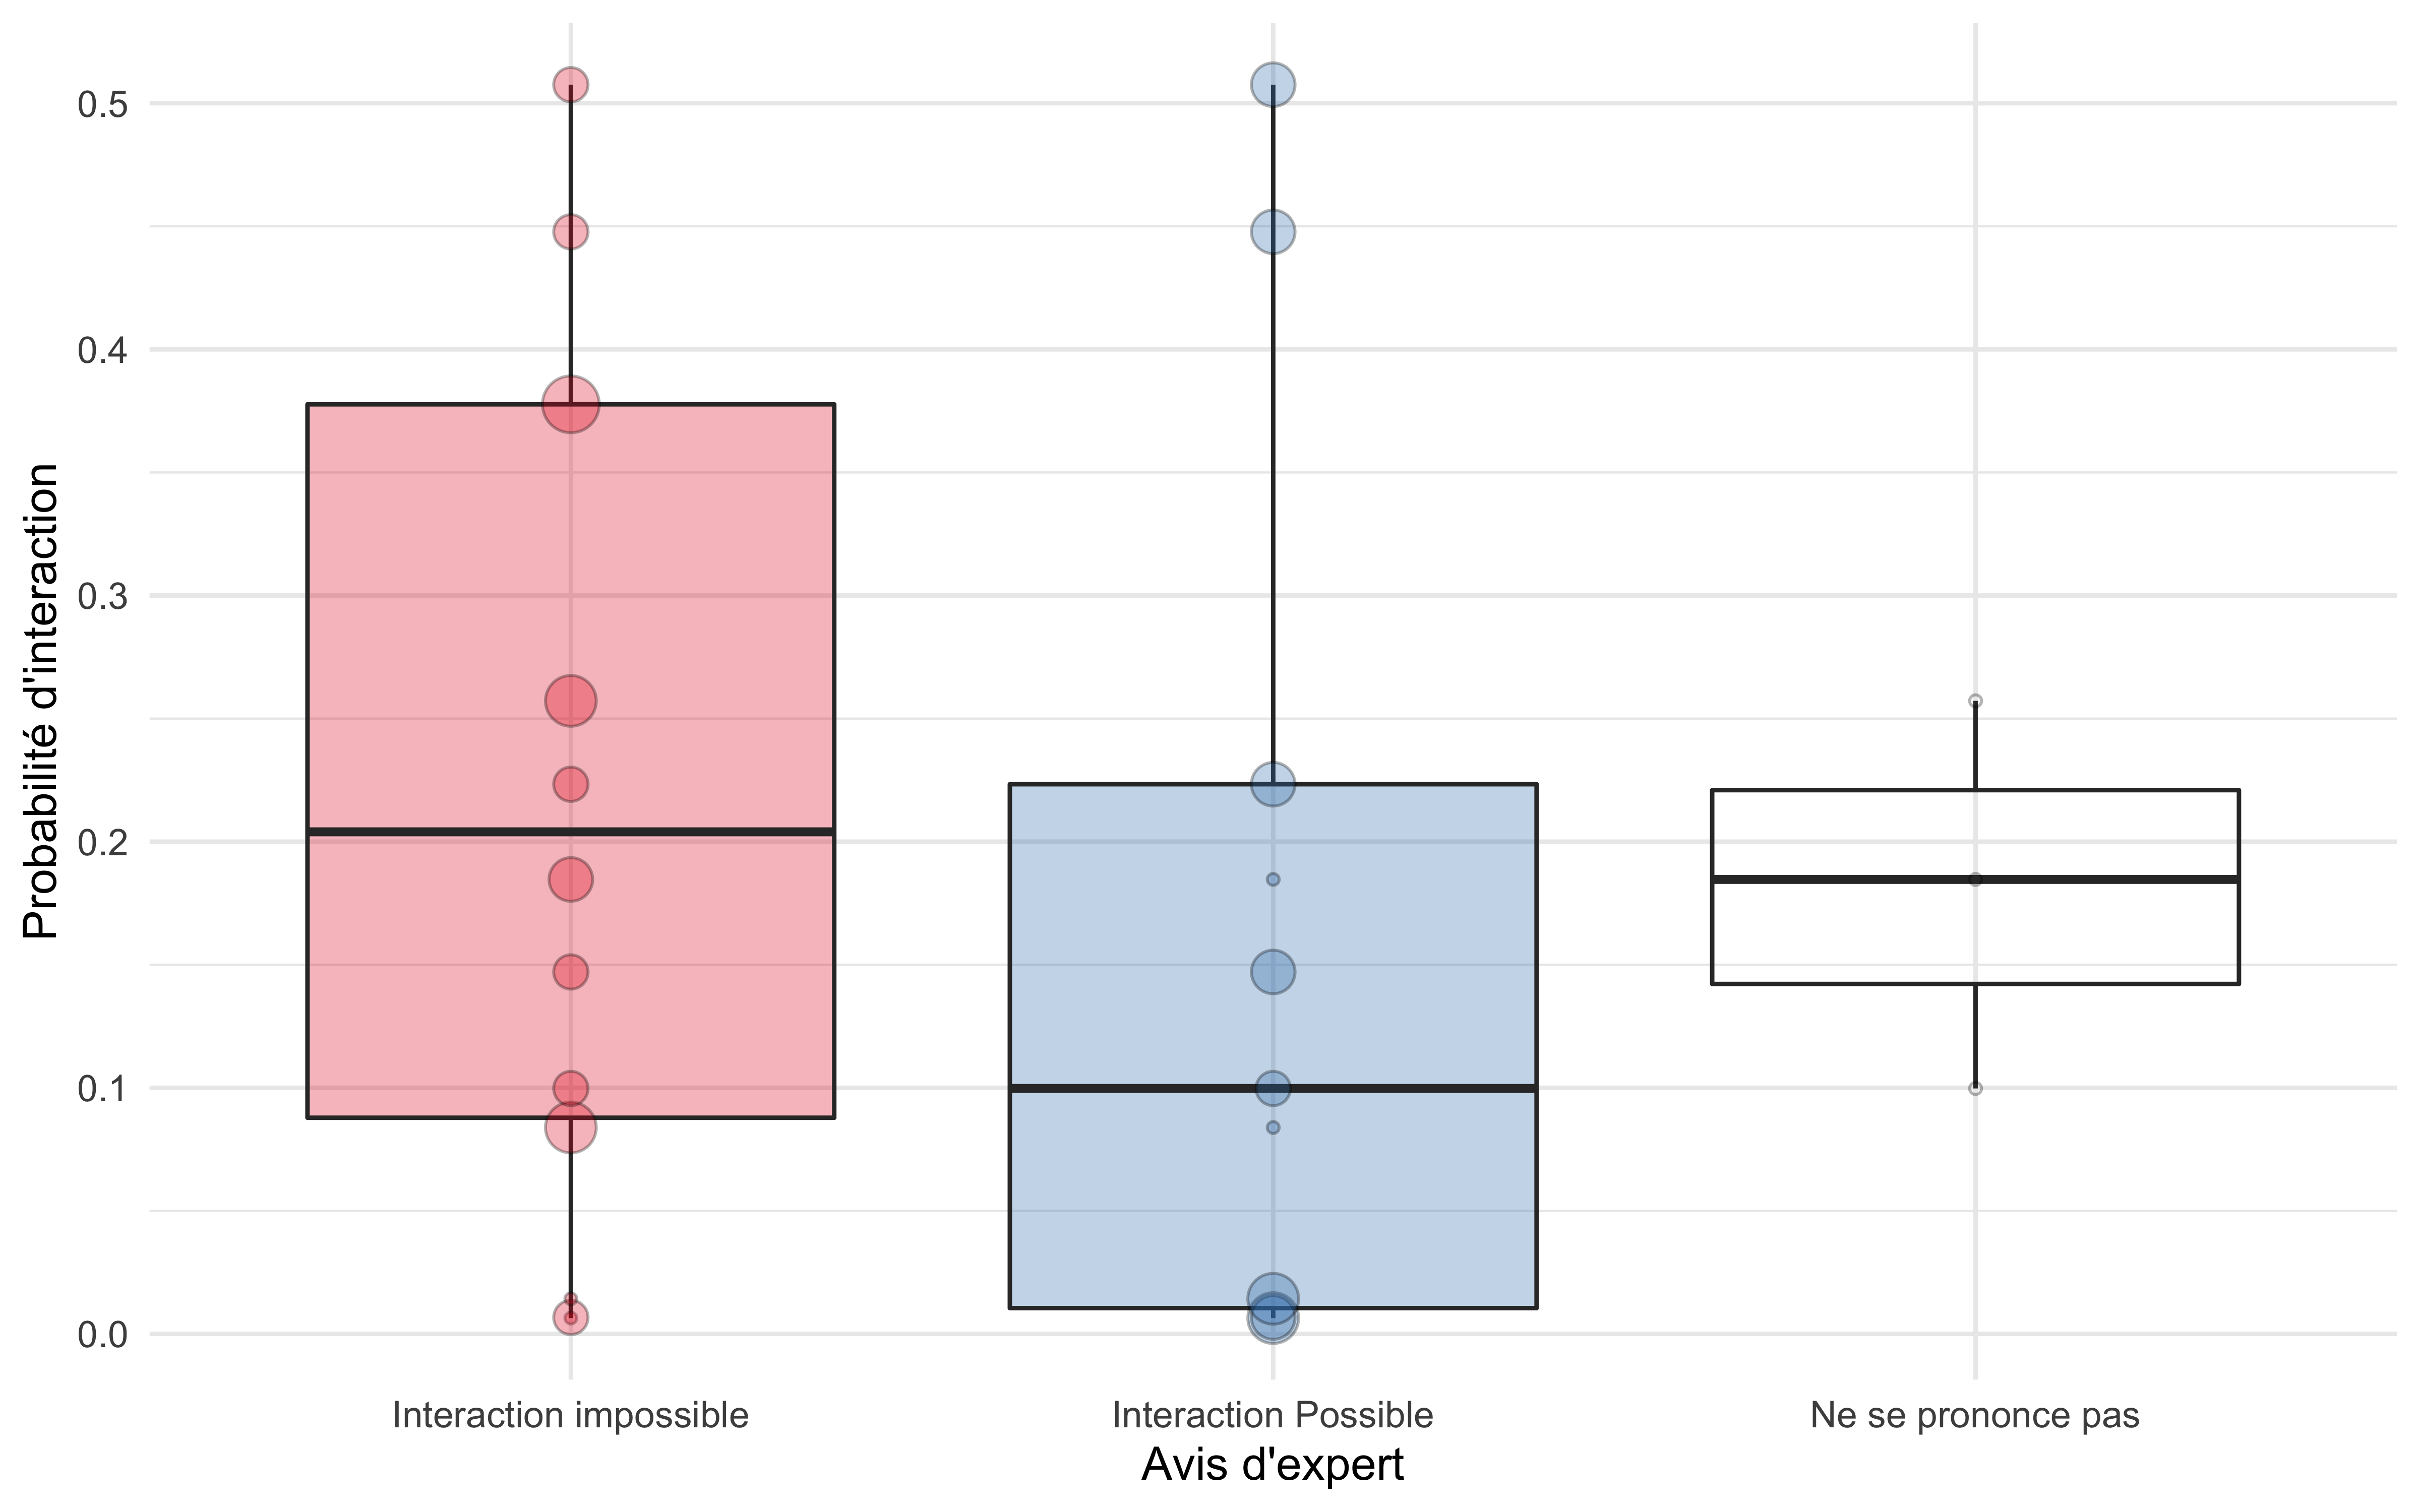 Probabilité d'interaction
0.5
0.4
0.3
0.2
0.1
0.0
Interaction impossible
Interaction Possible
Ne se prononce pas
Avis d'expert